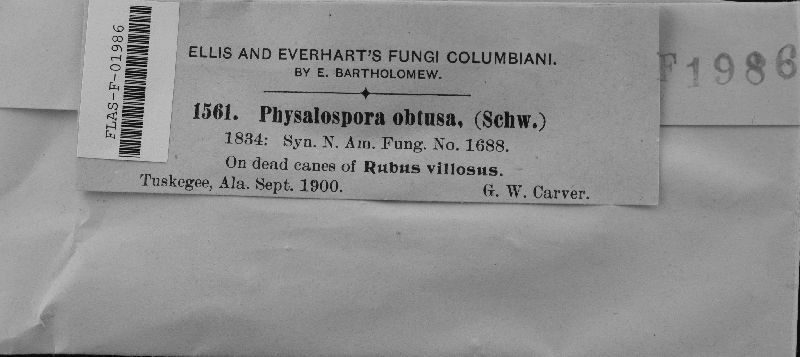 FLAS-F-01986
ELLIS AND EVERHART'S FUNGI COLUMBIANI.
BY E. BARTHOLOMEW.
F1986
1561. Physalospora obtusa, (Schw.)
1834: Syn. N. Am. Fung. No. 1688.
On dead canes of Rubus villosus.
Tuskegee, Ala. Sept. 1900. G. W. Carver.